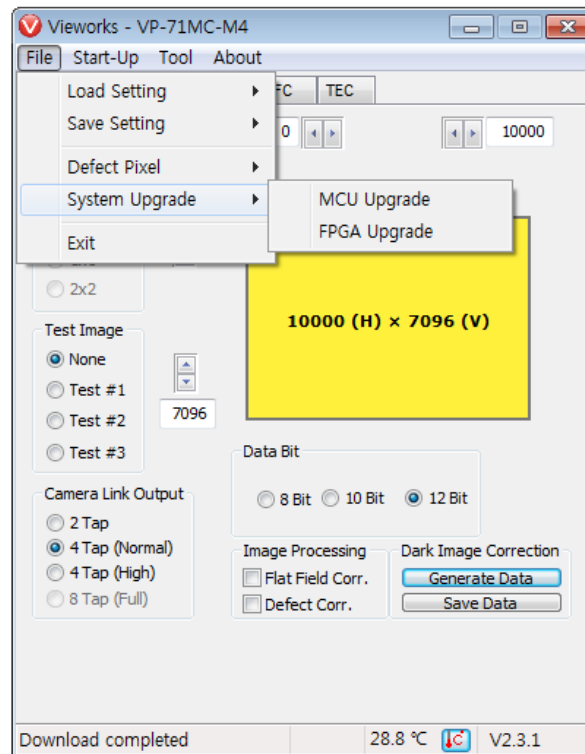 Vieworks - VP-71MC-M4
File Start-Up Tool About
Load Setting
Save Setting
Defect Pixel
System Upgrade
Exit
MCU Upgrade
FPGA Upgrade
FC TEC
0
10000
2x2
10000 (H) × 7096 (V)
Test Image
None
Test #1
Test #2
Test #3
7096
Data Bit
8 Bit 10 Bit 12 Bit
Camera Link Output
2 Tap
4 Tap (Normal)
4 Tap (High)
8 Tap (Full)
Image Processing
Flat Field Corr.
Defect Corr.
Dark Image Correction
Generate Data
Save Data
Download completed 28.8 ℃ V2.3.1